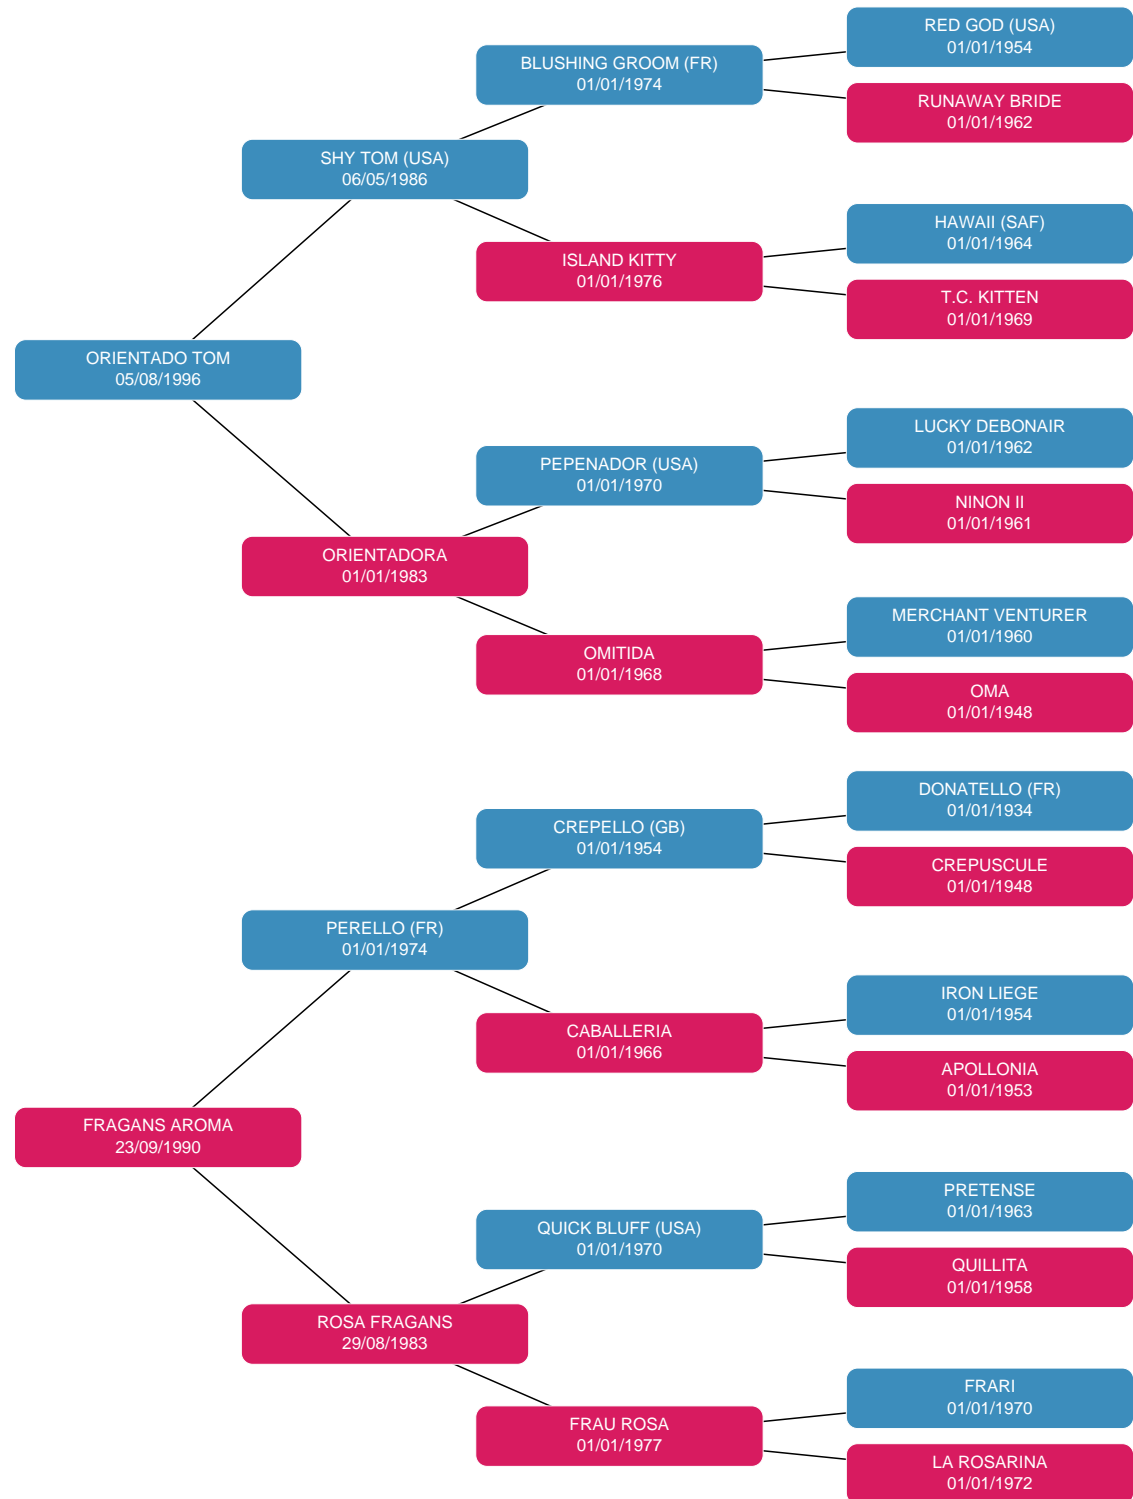 RED GOD (USA)
01/01/1954
BLUSHING GROOM (FR)
01/01/1974
RUNAWAY BRIDE
01/01/1962
SHY TOM (USA)
06/05/1986
HAWAII (SAF)
01/01/1964
ISLAND KITTY
01/01/1976
T.C. KITTEN
01/01/1969
ORIENTADO TOM
05/08/1996
LUCKY DEBONAIR
01/01/1962
PEPENADOR (USA)
01/01/1970
NINON II
01/01/1961
ORIENTADORA
01/01/1983
MERCHANT VENTURER
01/01/1960
OMITIDA
01/01/1968
OMA
01/01/1948
DONATELLO (FR)
01/01/1934
CREPELLO (GB)
01/01/1954
CREPUSCULE
01/01/1948
PERELLO (FR)
01/01/1974
IRON LIEGE
01/01/1954
CABALLERIA
01/01/1966
APOLLONIA
01/01/1953
FRAGANS AROMA
23/09/1990
PRETENSE
01/01/1963
QUICK BLUFF (USA)
01/01/1970
QUILLITA
01/01/1958
ROSA FRAGANS
29/08/1983
FRARI
01/01/1970
FRAU ROSA
01/01/1977
LA ROSARINA
01/01/1972